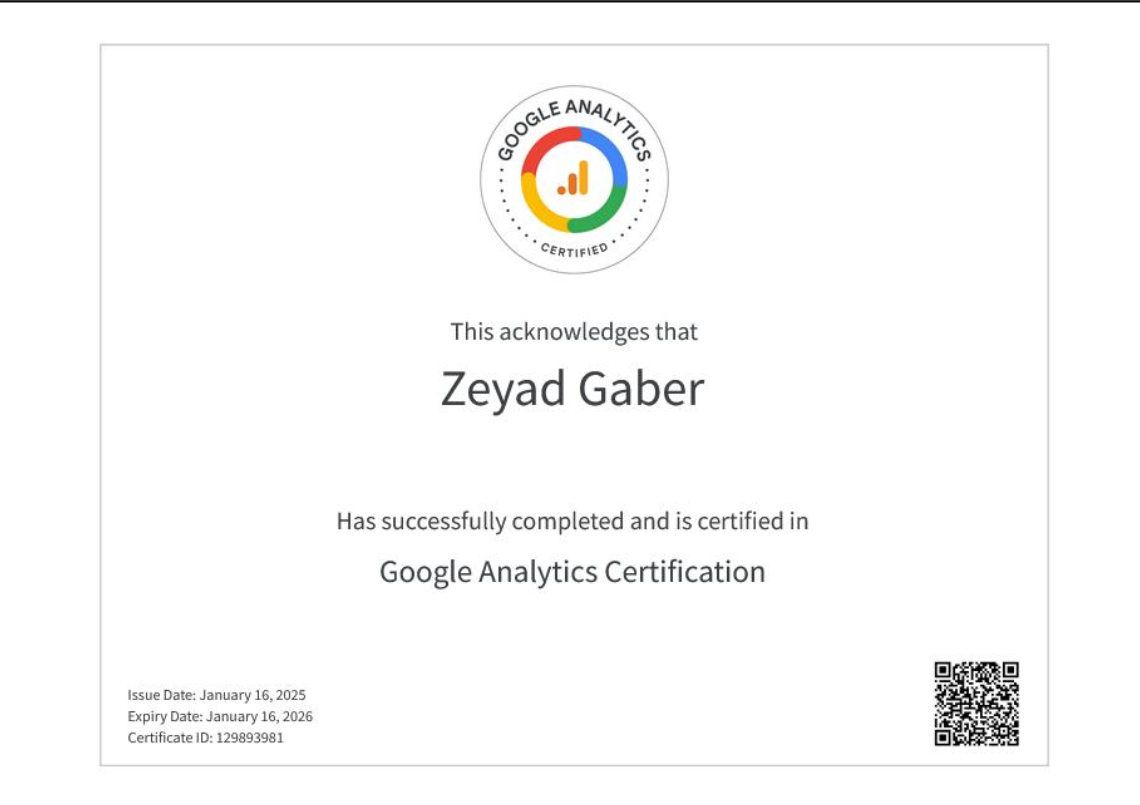 GOOGLE ANALYTICS
CERTIFIED
This acknowledges that
Zeyad Gaber
Has successfully completed and is certified in
Google Analytics Certification
Issue Date: January 16, 2025
Expiry Date: January 16, 2026
Certificate ID: 129893981